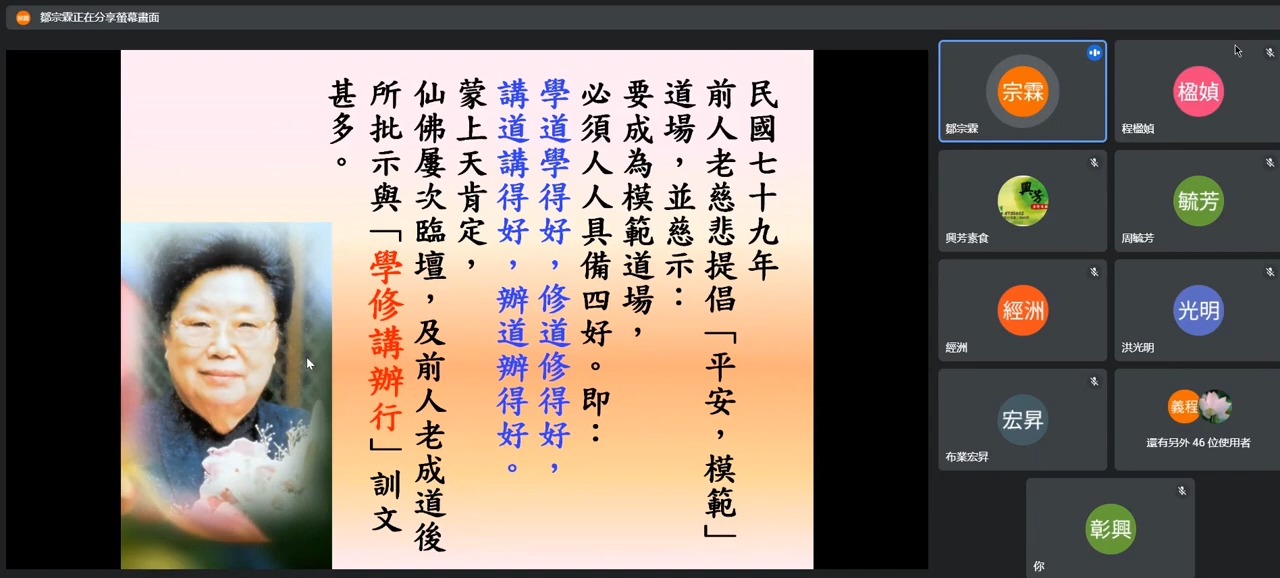 鄒宗霖正在分享螢幕畫面
民國七十九年
前人老慈悲提倡「平安，模範」
道場，並慈示：
要成為模範道場，
必須人人具備四好。即：
學道學得好，修道修得好，
講道講得好，辦道辦得好。
蒙上天肯定，
仙佛屢次臨壇，及前人老成道後
所批示與「學修講辦行」訓文
甚多。
宗霖
鄒宗霖
楹媜
程楹媜
興芳
興芳素食
毓芳
周毓芳
經洲
經洲
光明
洪光明
宏昇
布業宏昇
義程
還有另外 46 位使用者
彰興
你